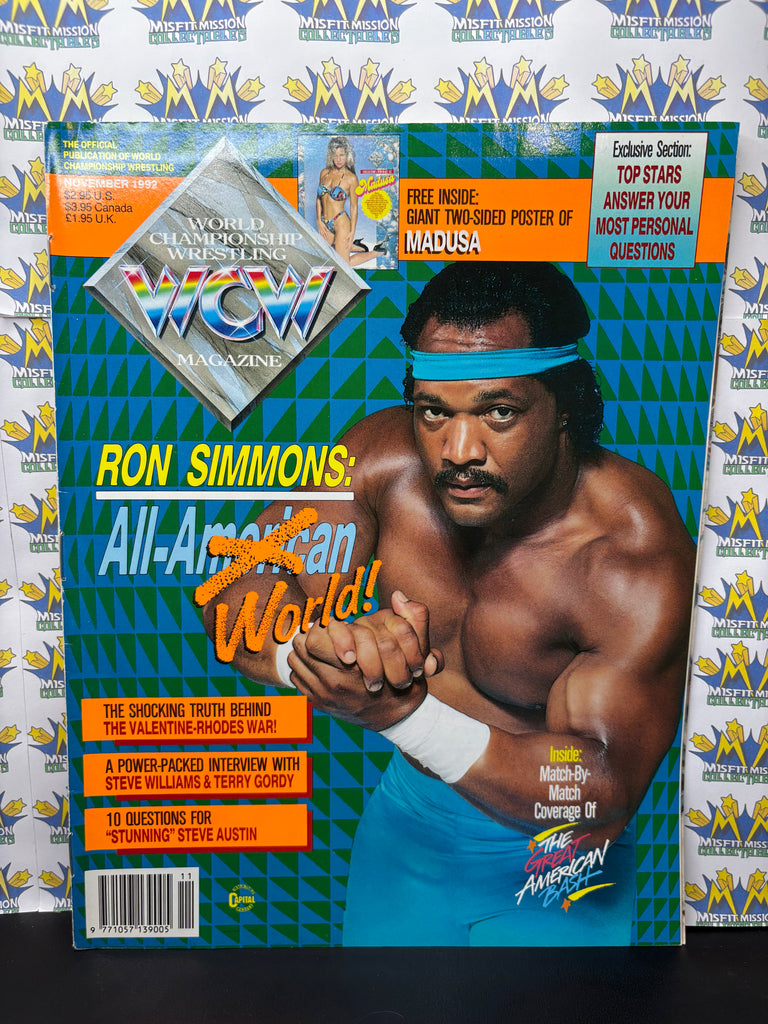 MISFIT MISSION
COLLECTABLES
THE OFFICIAL
PUBLICATION OF WORLD
CHAMPIONSHIP WRESTLING
NOVEMBER 1992
$2.95 U.S.
$3.95 Canada
£1.95 U.K.
WORLD
CHAMPIONSHIP
WRESTLING
WCW
MAGAZINE
Madusa
FREE INSIDE:
GIANT TWO-SIDED POSTER OF
MADUSA
Exclusive Section:
TOP STARS
ANSWER YOUR
MOST PERSONAL
QUESTIONS
RON SIMMONS:
All-American
World!
THE SHOCKING TRUTH BEHIND
THE VALENTINE-RHODES WAR!
A POWER-PACKED INTERVIEW WITH
STEVE WILLIAMS & TERRY GORDY
10 QUESTIONS FOR
"STUNNING" STEVE AUSTIN
Inside:
Match-By-
Match
Coverage Of
THE
GREAT
AMERICAN
BASH
11
9 771057 139005
CAPITAL